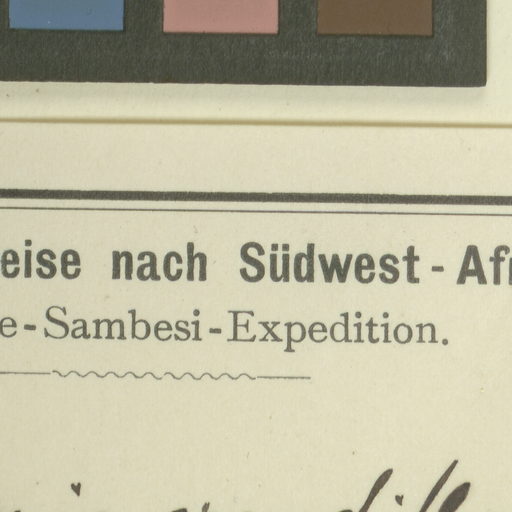 eise nach Südwest-Af
e-Sambesi-Expedition.